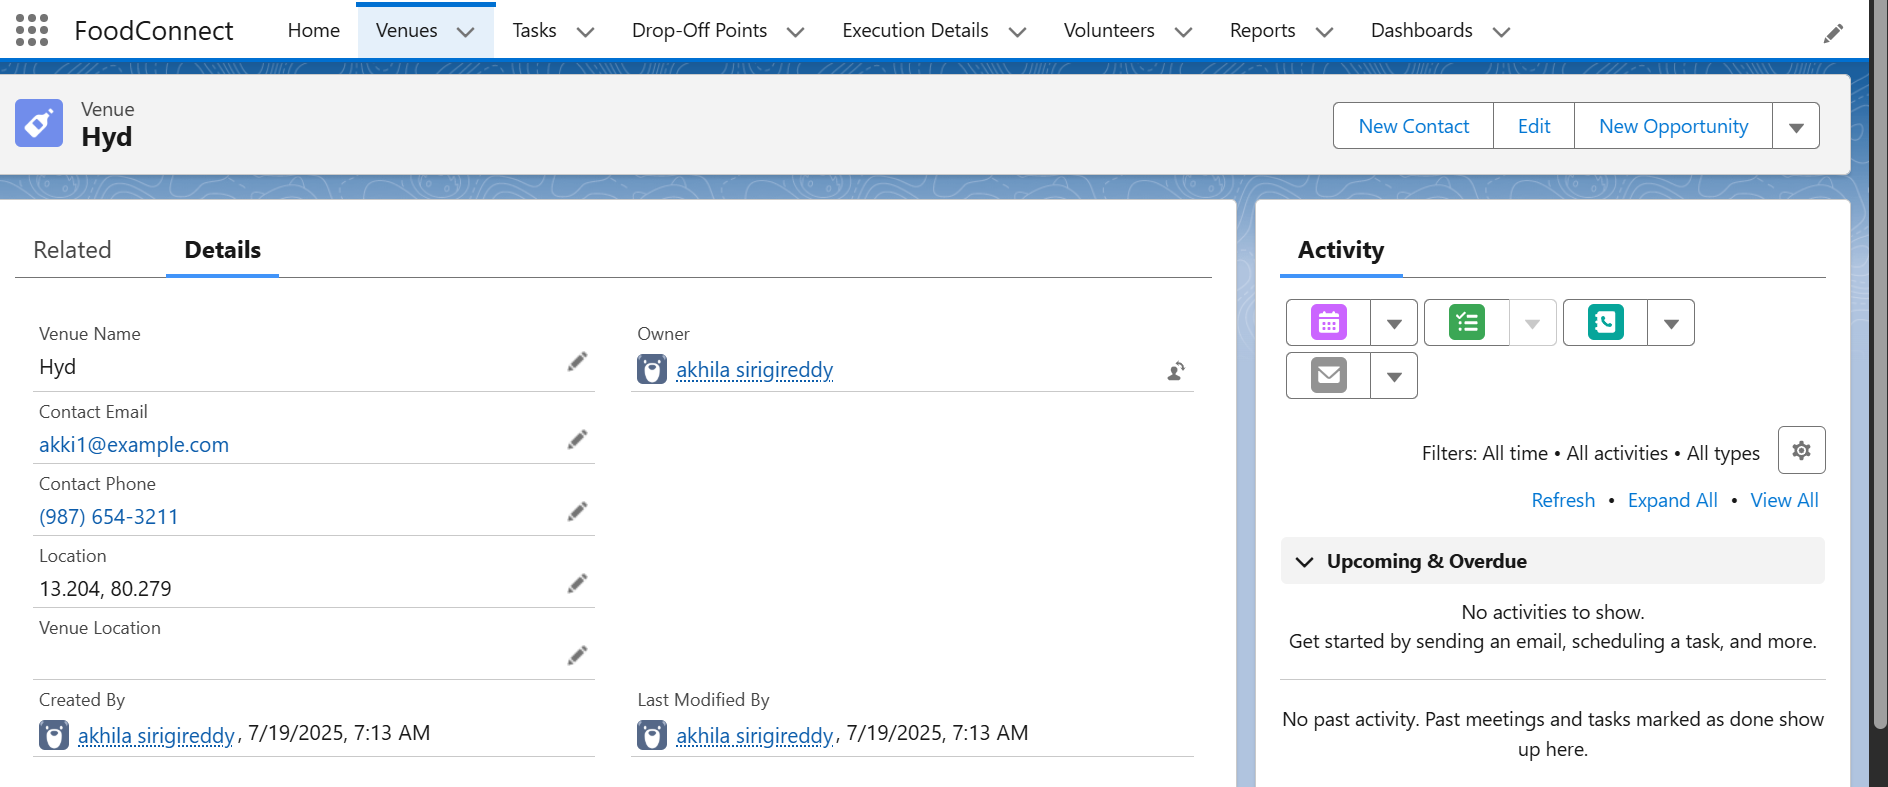 FoodConnect Home Venues Tasks Drop-Off Points Execution Details Volunteers Reports Dashboards
Venue
Hyd
New Contact Edit New Opportunity
Related Details
Venue Name
Hyd
Owner
akhila sirigireddy
Contact Email
akki1@example.com
Contact Phone
(987) 654-3211
Location
13.204, 80.279
Venue Location
Created By
akhila sirigireddy, 7/19/2025, 7:13 AM
Last Modified By
akhila sirigireddy, 7/19/2025, 7:13 AM
Activity
Filters: All time • All activities • All types
Refresh • Expand All • View All
Upcoming & Overdue
No activities to show.
Get started by sending an email, scheduling a task, and more.
No past activity. Past meetings and tasks marked as done show
up here.